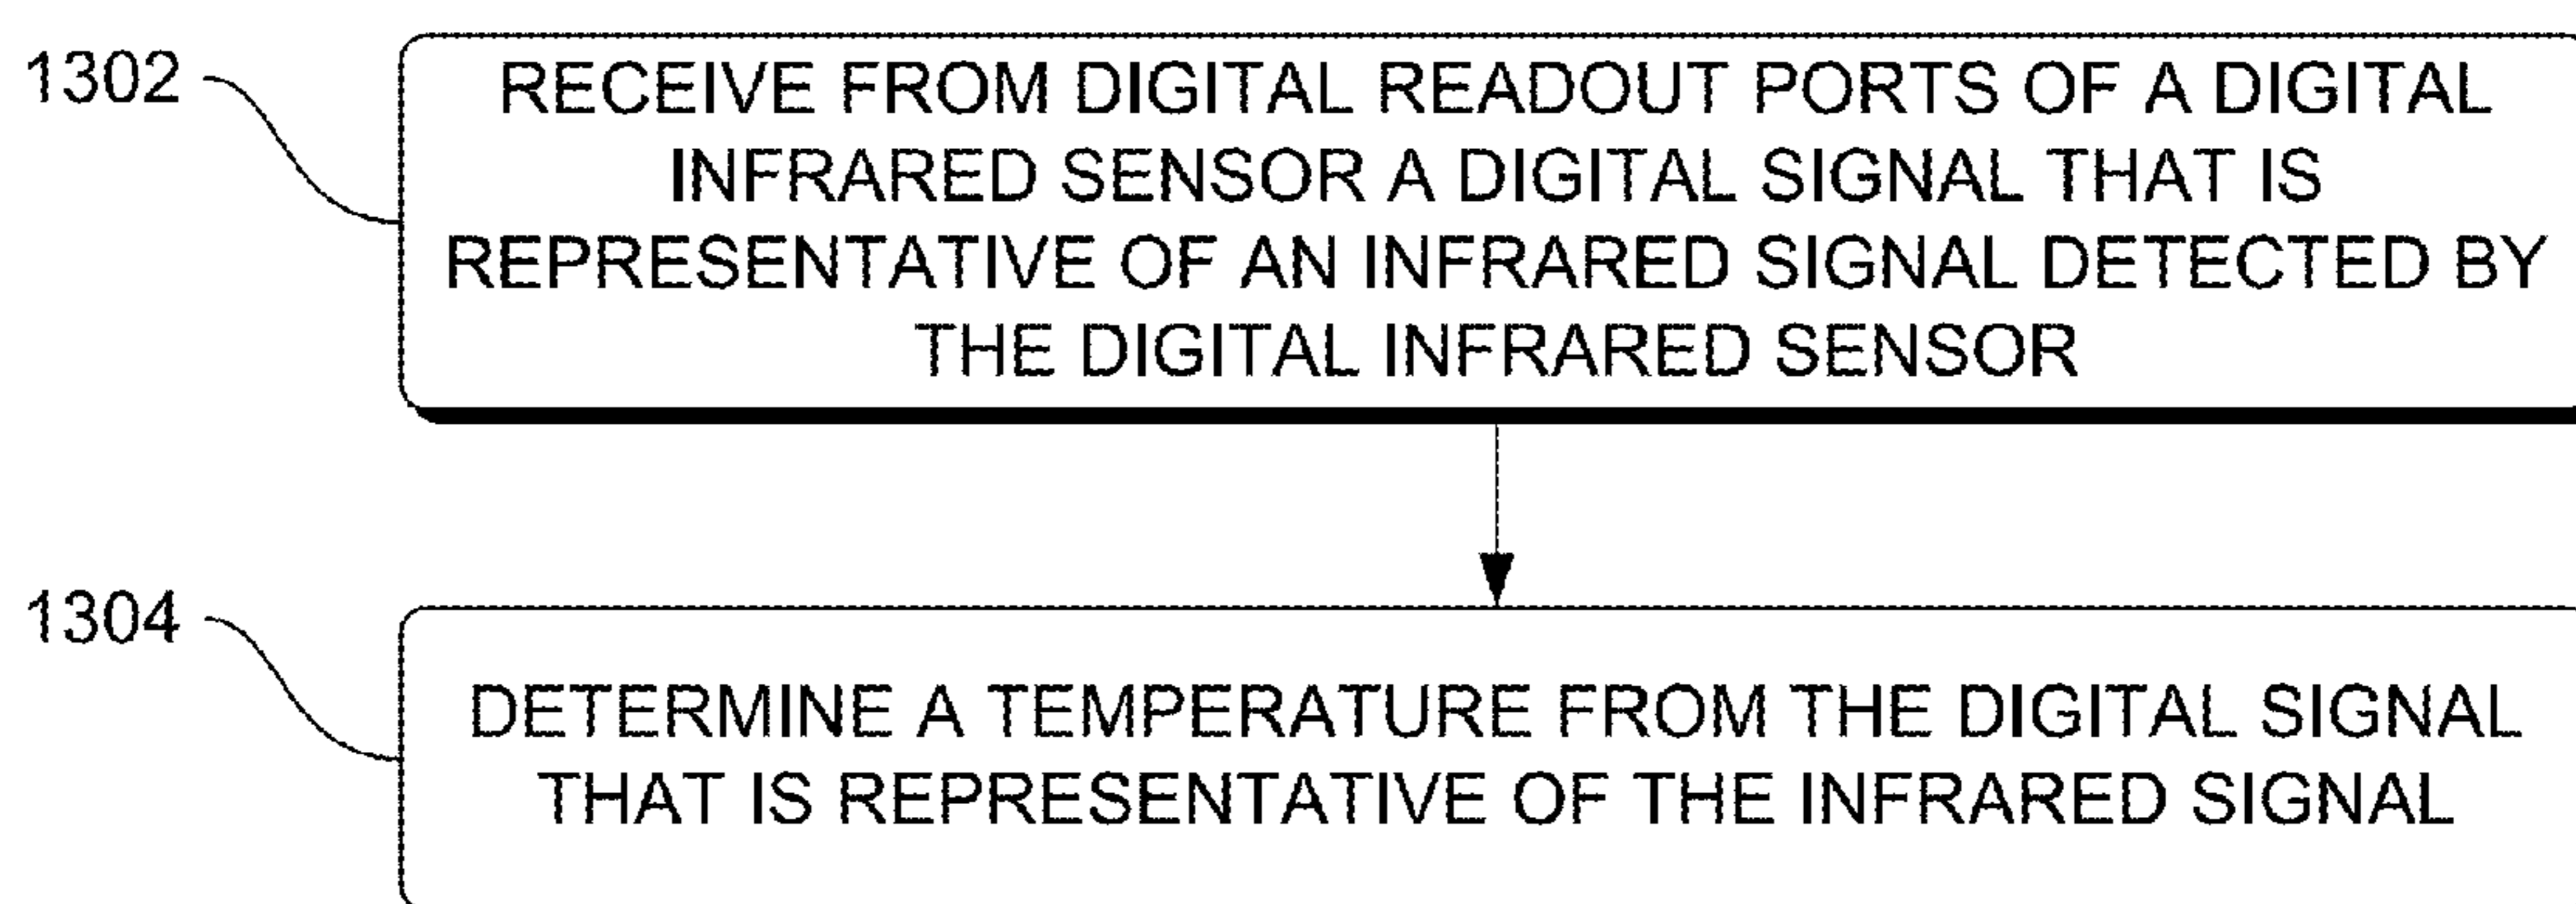 1302
RECEIVE FROM DIGITAL READOUT PORTS OF A DIGITAL
INFRARED SENSOR A DIGITAL SIGNAL THAT IS
REPRESENTATIVE OF AN INFRARED SIGNAL DETECTED BY
THE DIGITAL INFRARED SENSOR
1304
DETERMINE A TEMPERATURE FROM THE DIGITAL SIGNAL
THAT IS REPRESENTATIVE OF THE INFRARED SIGNAL